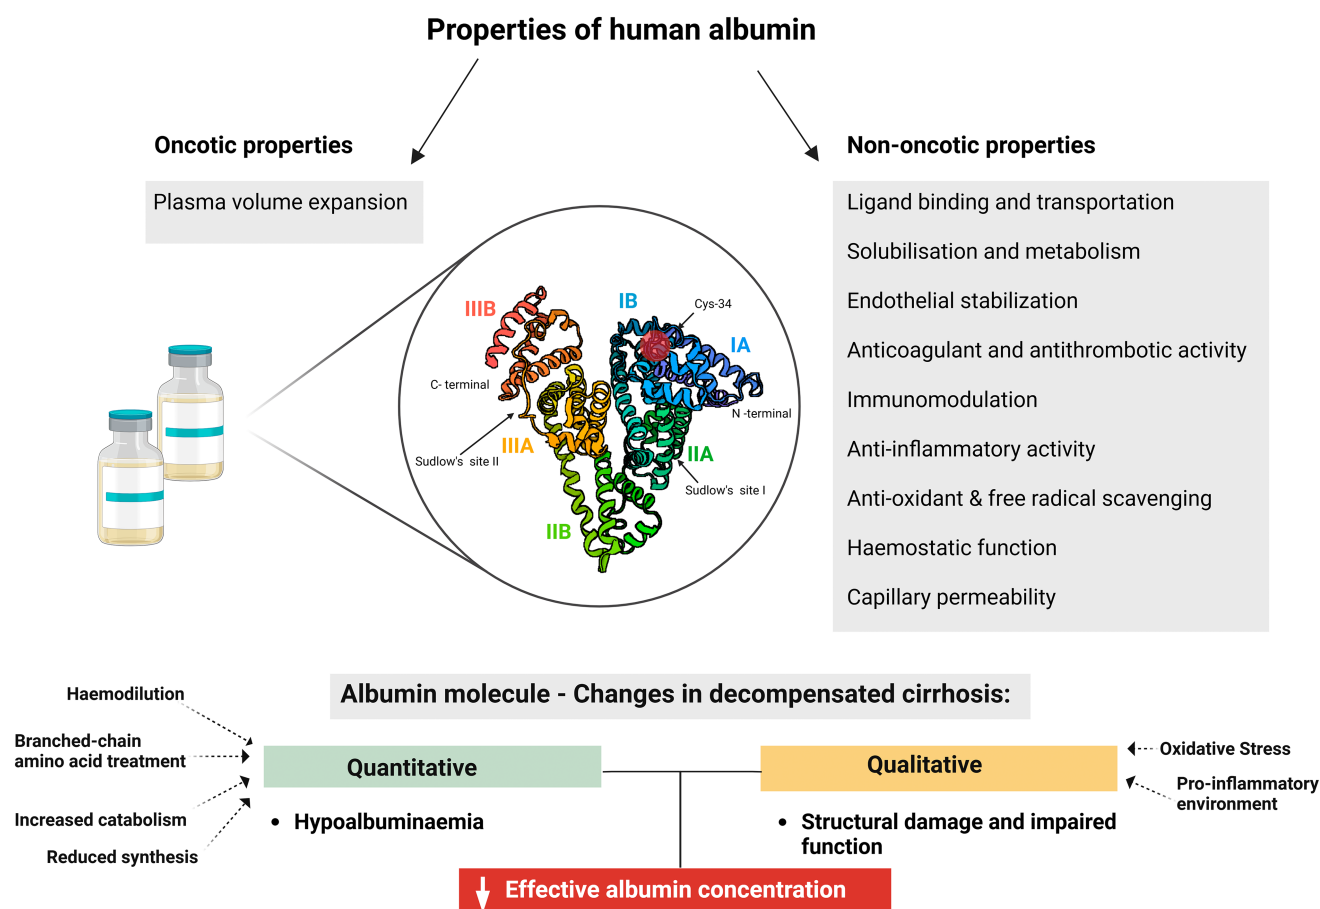 Properties of human albumin
Oncotic properties
Plasma volume expansion
Non-oncotic properties
Ligand binding and transportation
Solubilisation and metabolism
Endothelial stabilization
Anticoagulant and antithrombotic activity
Immunomodulation
Anti-inflammatory activity
Anti-oxidant & free radical scavenging
Haemostatic function
Capillary permeability
IIIB
IB
Cys-34
IA
C- terminal
N -terminal
IIIA
Sudlow's site II
IIA
Sudlow's site I
IIB
Albumin molecule - Changes in decompensated cirrhosis:
Haemodilution
Branched-chain
amino acid treatment
Increased catabolism
Reduced synthesis
Quantitative
• Hypoalbuminaemia
Qualitative
• Structural damage and impaired
function
Oxidative Stress
Pro-inflammatory
environment
Effective albumin concentration